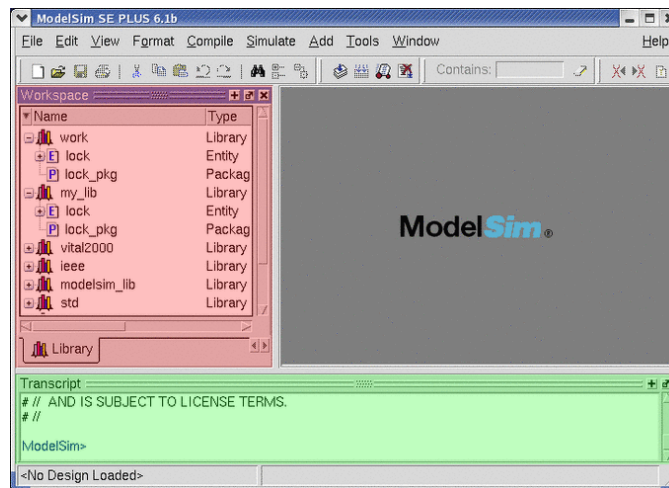 ModelSim SE PLUS 6.1b
File Edit View Format Compile Simulate Add Tools Window Help
Contains:
Workspace
Name Type
work Library
E lock Entity
P lock_pkg Packag
my_lib Library
E lock Entity
P lock_pkg Packag
vital2000 Library
ieee Library
modelsim_lib Library
std Library
Library
ModelSim ®
Transcript
# // AND IS SUBJECT TO LICENSE TERMS.
# //
ModelSim>
<No Design Loaded>